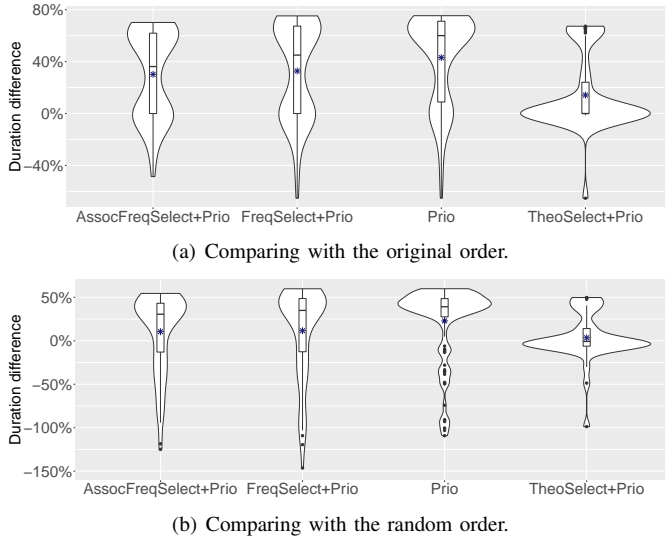 80%
40%
0%
−40%
Duration difference
AssocFreqSelect+Prio FreqSelect+Prio Prio TheoSelect+Prio
(a) Comparing with the original order.
50%
0%
−50%
−100%
−150%
Duration difference
AssocFreqSelect+Prio FreqSelect+Prio Prio TheoSelect+Prio
(b) Comparing with the random order.